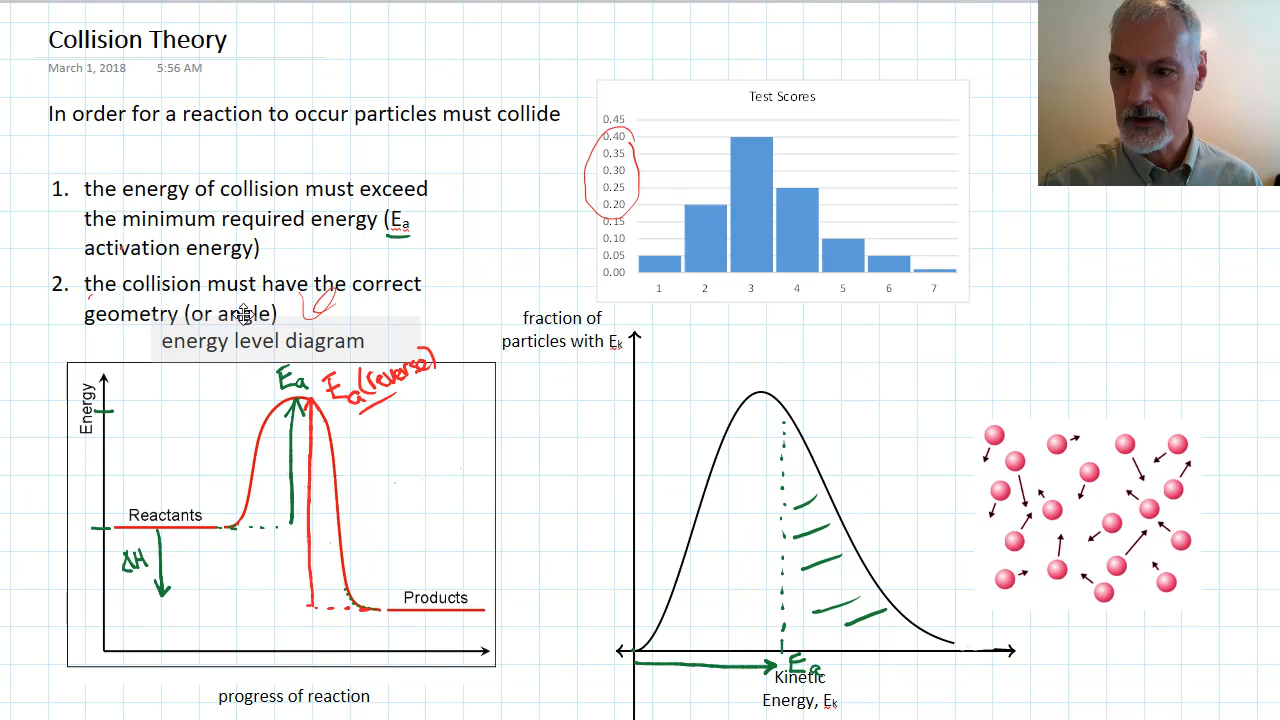 Collision Theory
March 1, 2018 5:56 AM
In order for a reaction to occur particles must collide
1. the energy of collision must exceed
the minimum required energy (Ea
activation energy)
2. the collision must have the correct
geometry (or angle)
energy level diagram
Energy
Ea
Ea (reverse)
Reactants
ΔH
Products
progress of reaction
Test Scores
0.45
0.40
0.35
0.30
0.25
0.20
0.15
0.10
0.05
0.00
1 2 3 4 5 6 7
fraction of
particles with Ek
Ea
Kinetic
Energy, Ek